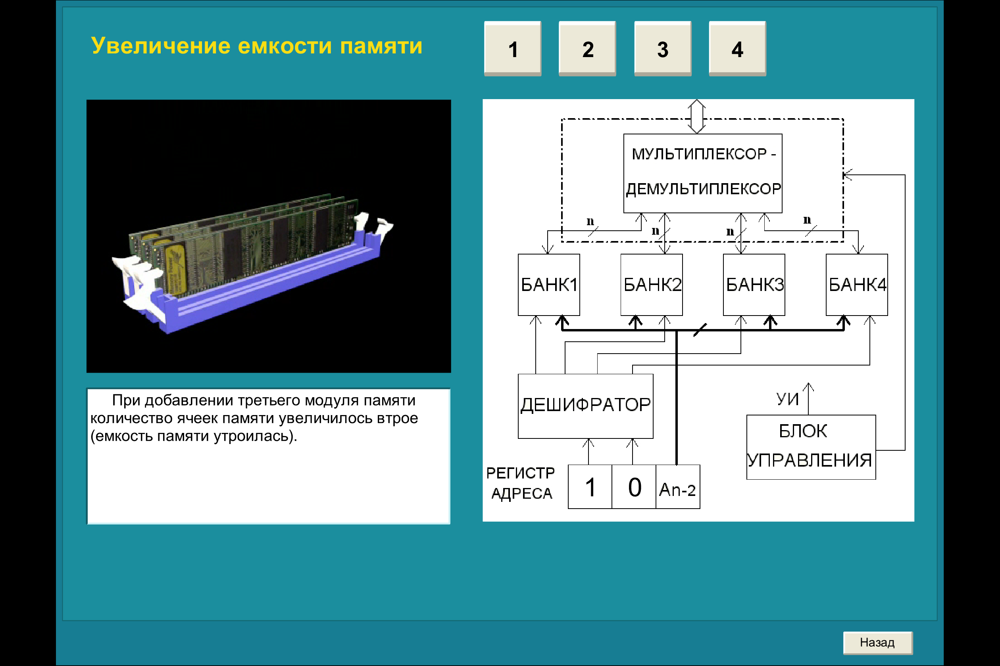 Увеличение емкости памяти
1
2
3
4
МУЛЬТИПЛЕКСОР -
ДЕМУЛЬТИПЛЕКСОР
n
n
n
n
БАНК1
БАНК2
БАНК3
БАНК4
ДЕШИФРАТОР
УИ
БЛОК
УПРАВЛЕНИЯ
РЕГИСТР
АДРЕСА
1
0
An-2
При добавлении третьего модуля памяти
количество ячеек памяти увеличилось втрое
(емкость памяти утроилась).
Назад